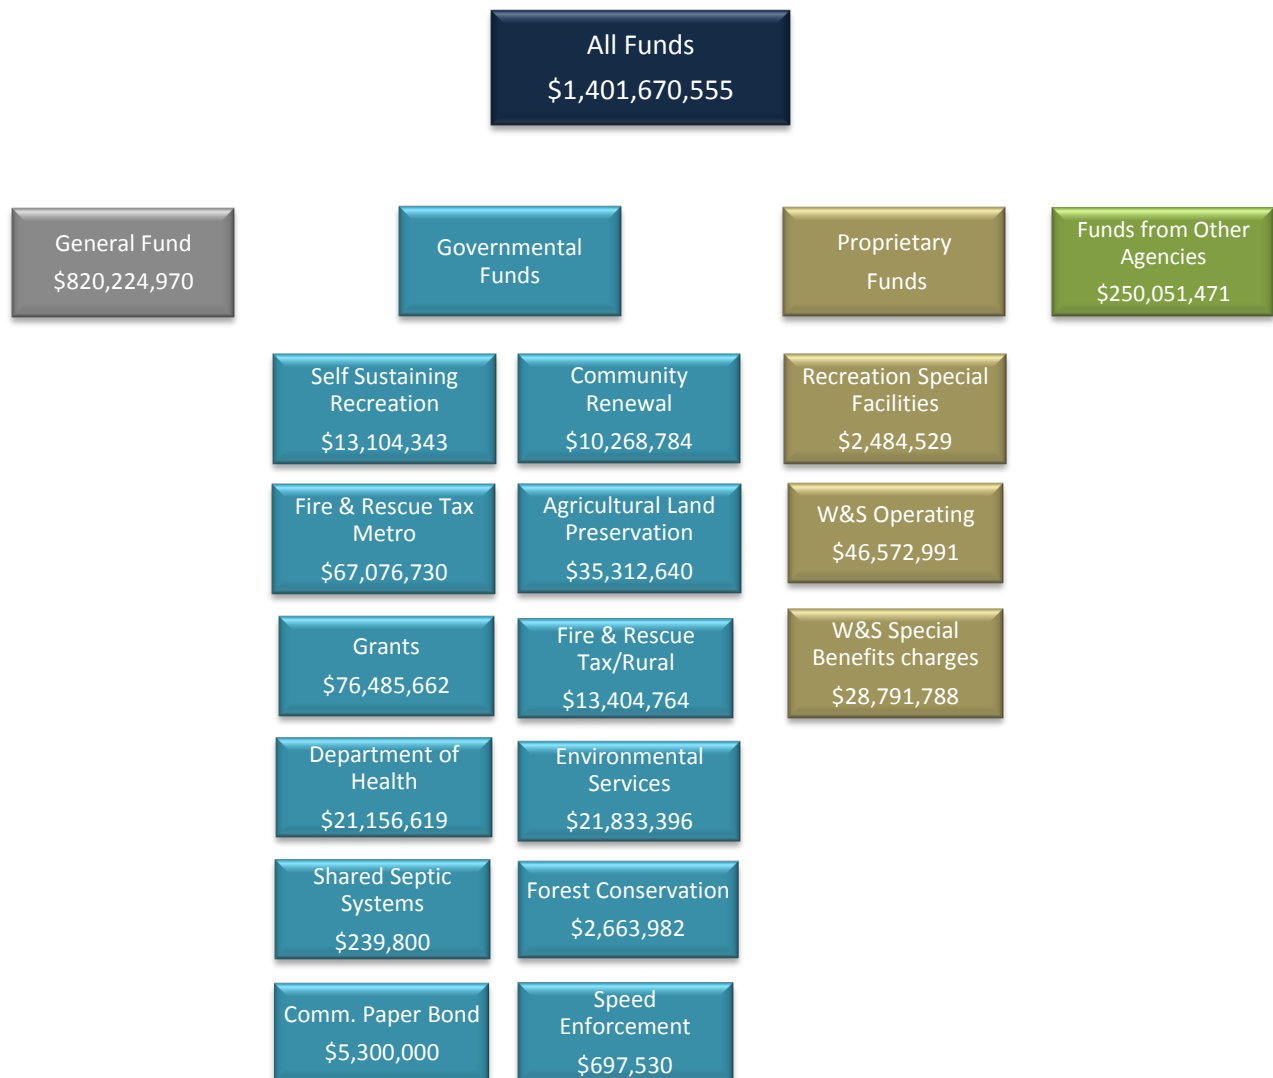 All Funds
$1,401,670,555
General Fund
$820,224,970
Governmental
Funds
Proprietary
Funds
Funds from Other
Agencies
$250,051,471
Self Sustaining
Recreation
$13,104,343
Community
Renewal
$10,268,784
Recreation Special
Facilities
$2,484,529
Fire & Rescue Tax
Metro
$67,076,730
Agricultural Land
Preservation
$35,312,640
W&S Operating
$46,572,991
Grants
$76,485,662
Fire & Rescue
Tax/Rural
$13,404,764
W&S Special
Benefits charges
$28,791,788
Department of
Health
$21,156,619
Environmental
Services
$21,833,396
Shared Septic
Systems
$239,800
Forest Conservation
$2,663,982
Comm. Paper Bond
$5,300,000
Speed
Enforcement
$697,530